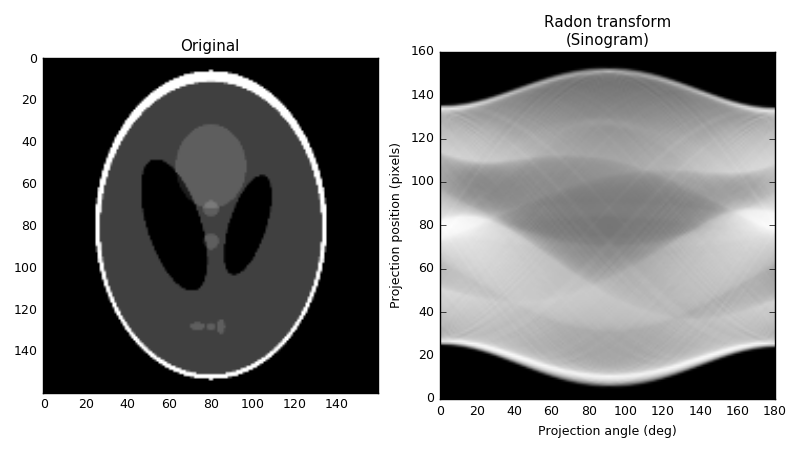 Original
0
20
40
60
80
100
120
140
0 20 40 60 80 100 120 140
Radon transform
(Sinogram)
Projection position (pixels)
160
140
120
100
80
60
40
20
0
0 20 40 60 80 100 120 140 160 180
Projection angle (deg)